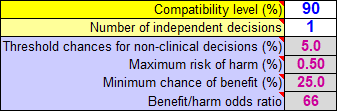 Compatibility level (%) 90
Number of independent decisions 1
Threshold chances for non-clinical decisions (%) 5.0
Maximum risk of harm (%) 0.50
Minimum chance of benefit (%) 25.0
Benefit/harm odds ratio 66